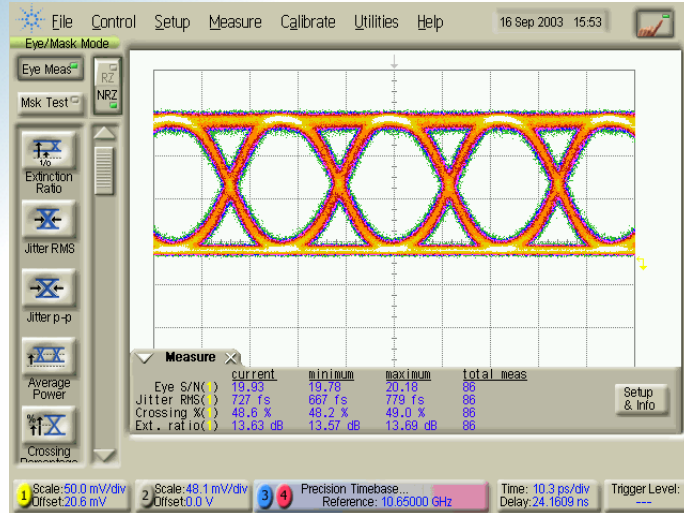 File Control Setup Measure Calibrate Utilities Help 16 Sep 2003 15:53
Eye/Mask Mode
Eye Meas
RZ
NRZ
Msk Test
Extinction
Ratio
Jitter RMS
Jitter p-p
Average
Power
Crossing
Percentage
Measure
current minimum maximum total meas
Eye S/N(1) 19.93 19.78 20.18 86
Jitter RMS(1) 727 fs 667 fs 779 fs 86
Crossing %(1) 48.6 % 48.2 % 49.0 % 86
Ext. ratio(1) 13.63 dB 13.57 dB 13.69 dB 86
Setup
& Info
1 Scale:50.0 mV/div
Offset:20.6 mV
2 Scale:48.1 mV/div
Offset:0.0 V
3 4 Precision Timebase...
Reference: 10.65000 GHz
Time: 10.3 ps/div
Delay:24.1609 ns
Trigger Level:
---